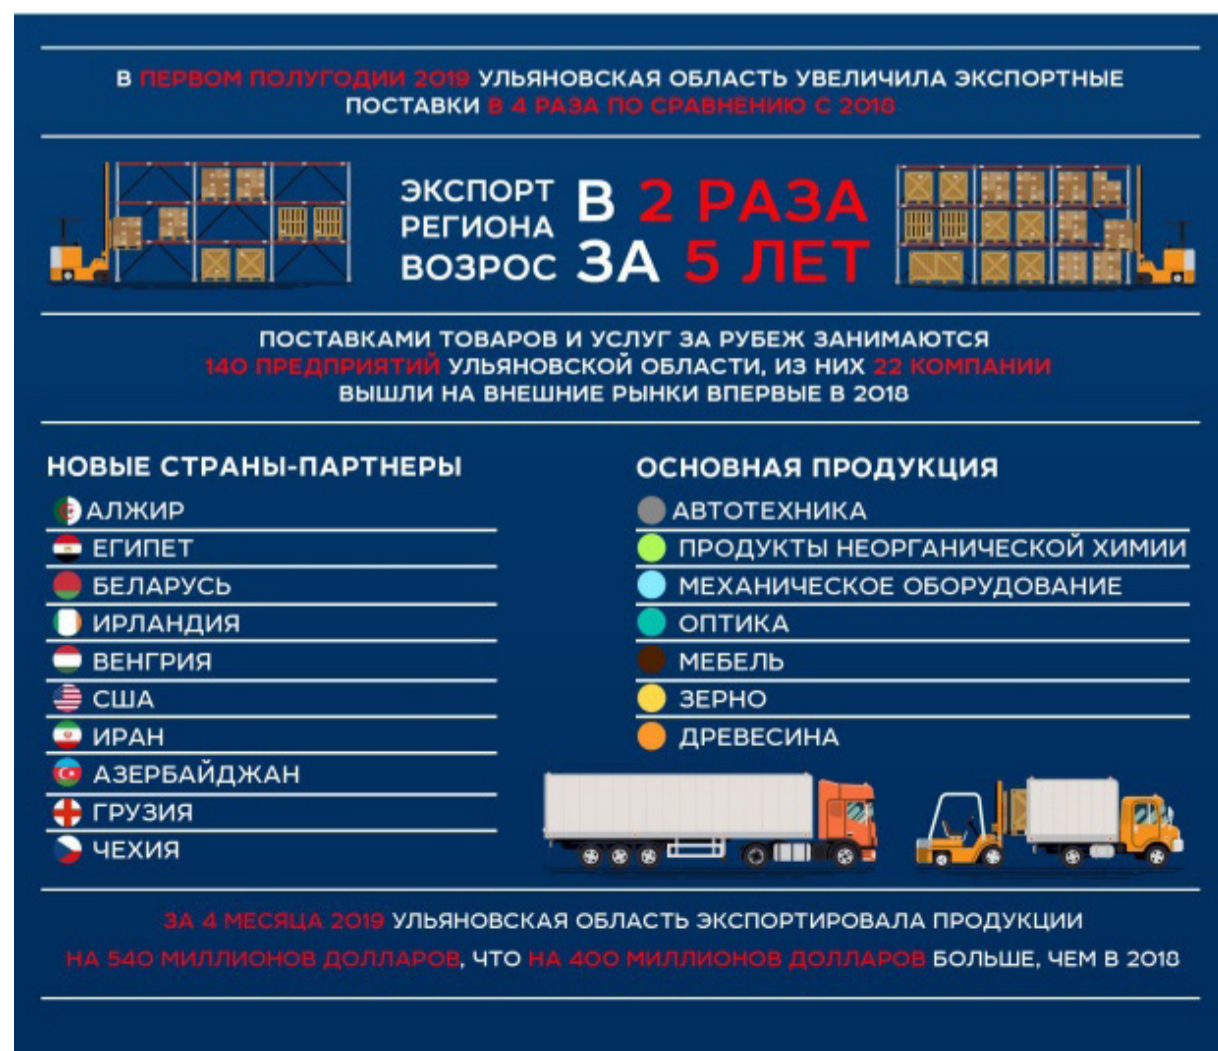 В ПЕРВОМ ПОЛУГОДИИ 2019 УЛЬЯНОВСКАЯ ОБЛАСТЬ УВЕЛИЧИЛА ЭКСПОРТНЫЕ
ПОСТАВКИ В 4 РАЗА ПО СРАВНЕНИЮ С 2018
ЭКСПОРТ
РЕГИОНА
ВОЗРОС
В 2 РАЗА
ЗА 5 ЛЕТ
ПОСТАВКАМИ ТОВАРОВ И УСЛУГ ЗА РУБЕЖ ЗАНИМАЮТСЯ
140 ПРЕДПРИЯТИЙ УЛЬЯНОВСКОЙ ОБЛАСТИ, ИЗ НИХ 22 КОМПАНИИ
ВЫШЛИ НА ВНЕШНИЕ РЫНКИ ВПЕРВЫЕ В 2018
НОВЫЕ СТРАНЫ-ПАРТНЕРЫ
АЛЖИР
ЕГИПЕТ
БЕЛАРУСЬ
ИРЛАНДИЯ
ВЕНГРИЯ
США
ИРАН
АЗЕРБАЙДЖАН
ГРУЗИЯ
ЧЕХИЯ
ОСНОВНАЯ ПРОДУКЦИЯ
АВТОТЕХНИКА
ПРОДУКТЫ НЕОРГАНИЧЕСКОЙ ХИМИИ
МЕХАНИЧЕСКОЕ ОБОРУДОВАНИЕ
ОПТИКА
МЕБЕЛЬ
ЗЕРНО
ДРЕВЕСИНА
ЗА 4 МЕСЯЦА 2019 УЛЬЯНОВСКАЯ ОБЛАСТЬ ЭКСПОРТИРОВАЛА ПРОДУКЦИИ
НА 540 МИЛЛИОНОВ ДОЛЛАРОВ, ЧТО НА 400 МИЛЛИОНОВ ДОЛЛАРОВ БОЛЬШЕ, ЧЕМ В 2018